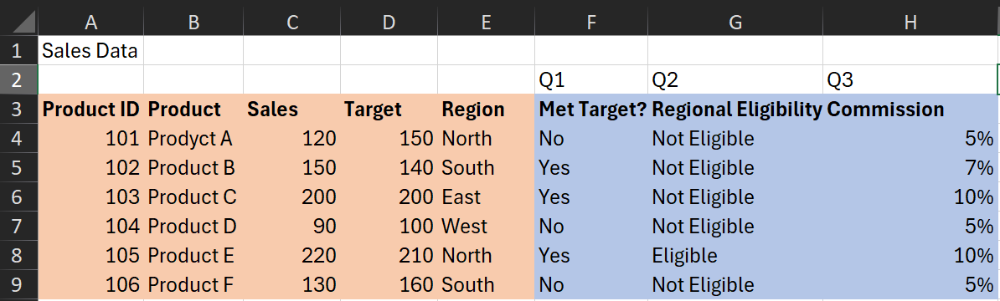 A B C D E F G H
1 Sales Data
2 Q1 Q2 Q3
3 Product ID Product Sales Target Region Met Target? Regional Eligibility Commission
4 101 Prodyct A 120 150 North No Not Eligible 5%
5 102 Product B 150 140 South Yes Not Eligible 7%
6 103 Product C 200 200 East Yes Not Eligible 10%
7 104 Product D 90 100 West No Not Eligible 5%
8 105 Product E 220 210 North Yes Eligible 10%
9 106 Product F 130 160 South No Not Eligible 5%